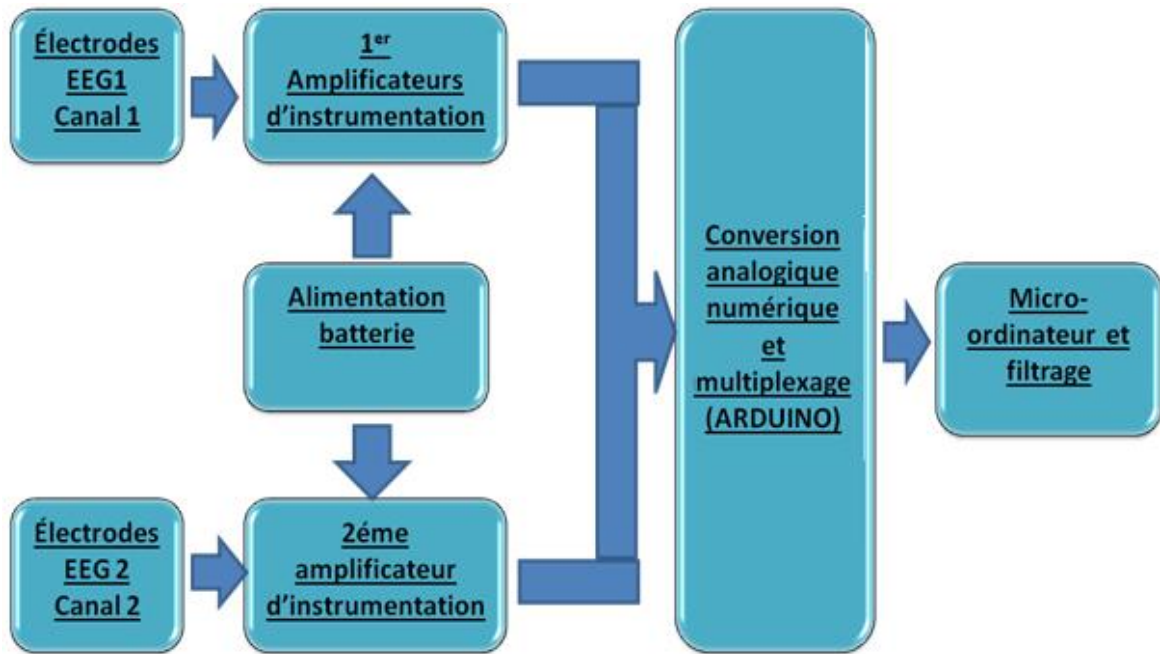 Électrodes
EEG1
Canal 1
1er
Amplificateurs
d'instrumentation
Alimentation
batterie
Électrodes
EEG 2
Canal 2
2éme
amplificateur
d'instrumentation
Conversion
analogique
numérique
et
multiplexage
(ARDUINO)
Micro-
ordinateur et
filtrage